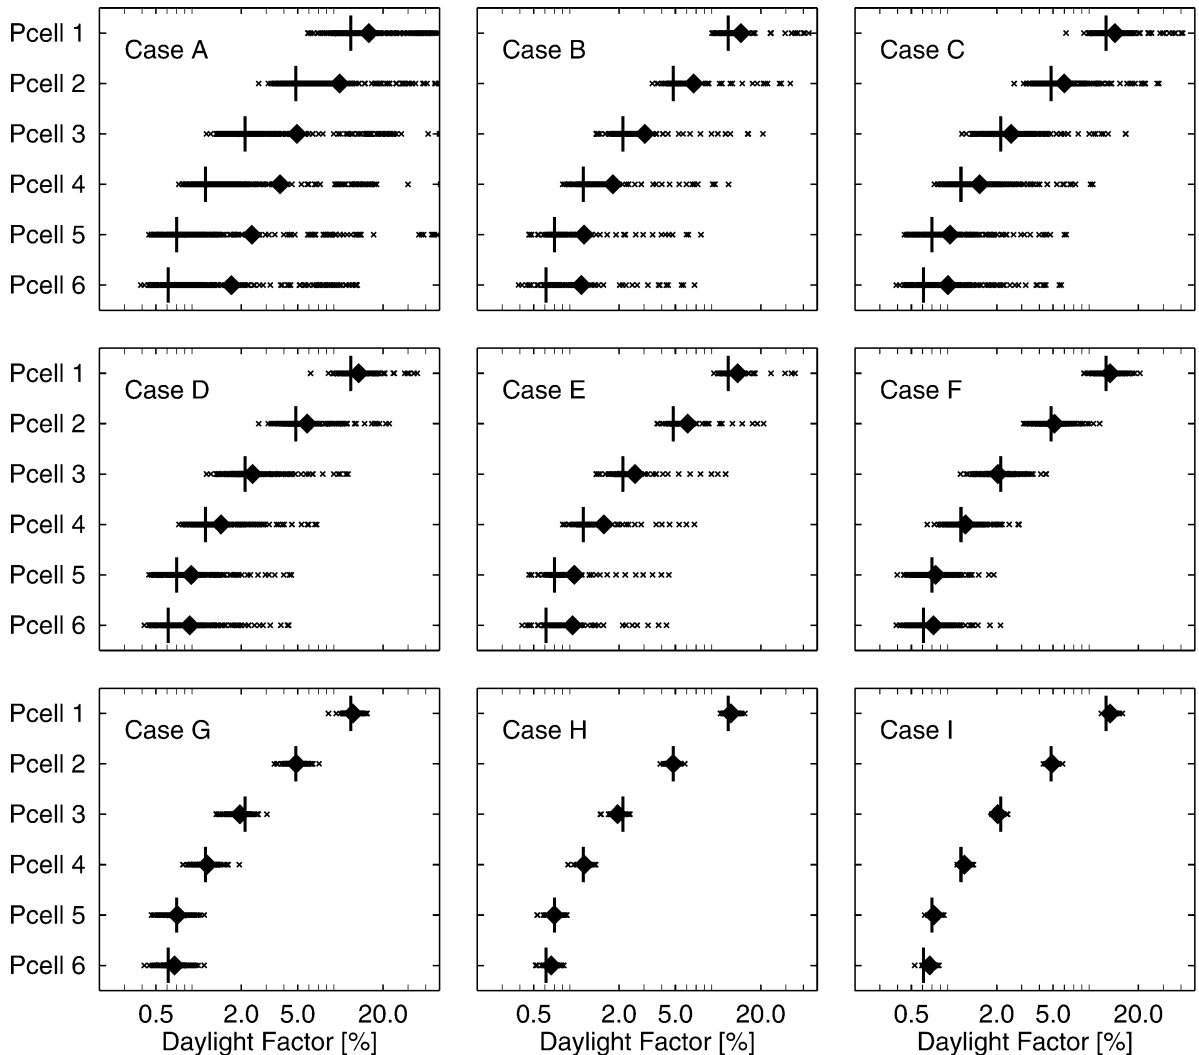 Pcell 1
Case A
Case B
Case C
Pcell 2
Pcell 3
Pcell 4
Pcell 5
Pcell 6
Pcell 1
Case D
Case E
Case F
Pcell 2
Pcell 3
Pcell 4
Pcell 5
Pcell 6
Pcell 1
Case G
Case H
Case I
Pcell 2
Pcell 3
Pcell 4
Pcell 5
Pcell 6
0.5 2.0 5.0 20.0
0.5 2.0 5.0 20.0
0.5 2.0 5.0 20.0
Daylight Factor [%]
Daylight Factor [%]
Daylight Factor [%]